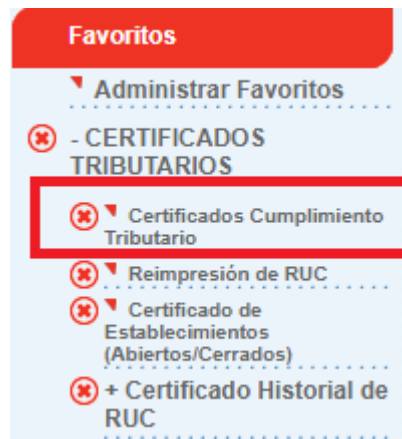 Favoritos
Administrar Favoritos
- CERTIFICADOS
TRIBUTARIOS
Certificados Cumplimiento
Tributario
Reimpresión de RUC
Certificado de
Establecimientos
(Abiertos/Cerrados)
+ Certificado Historial de
RUC